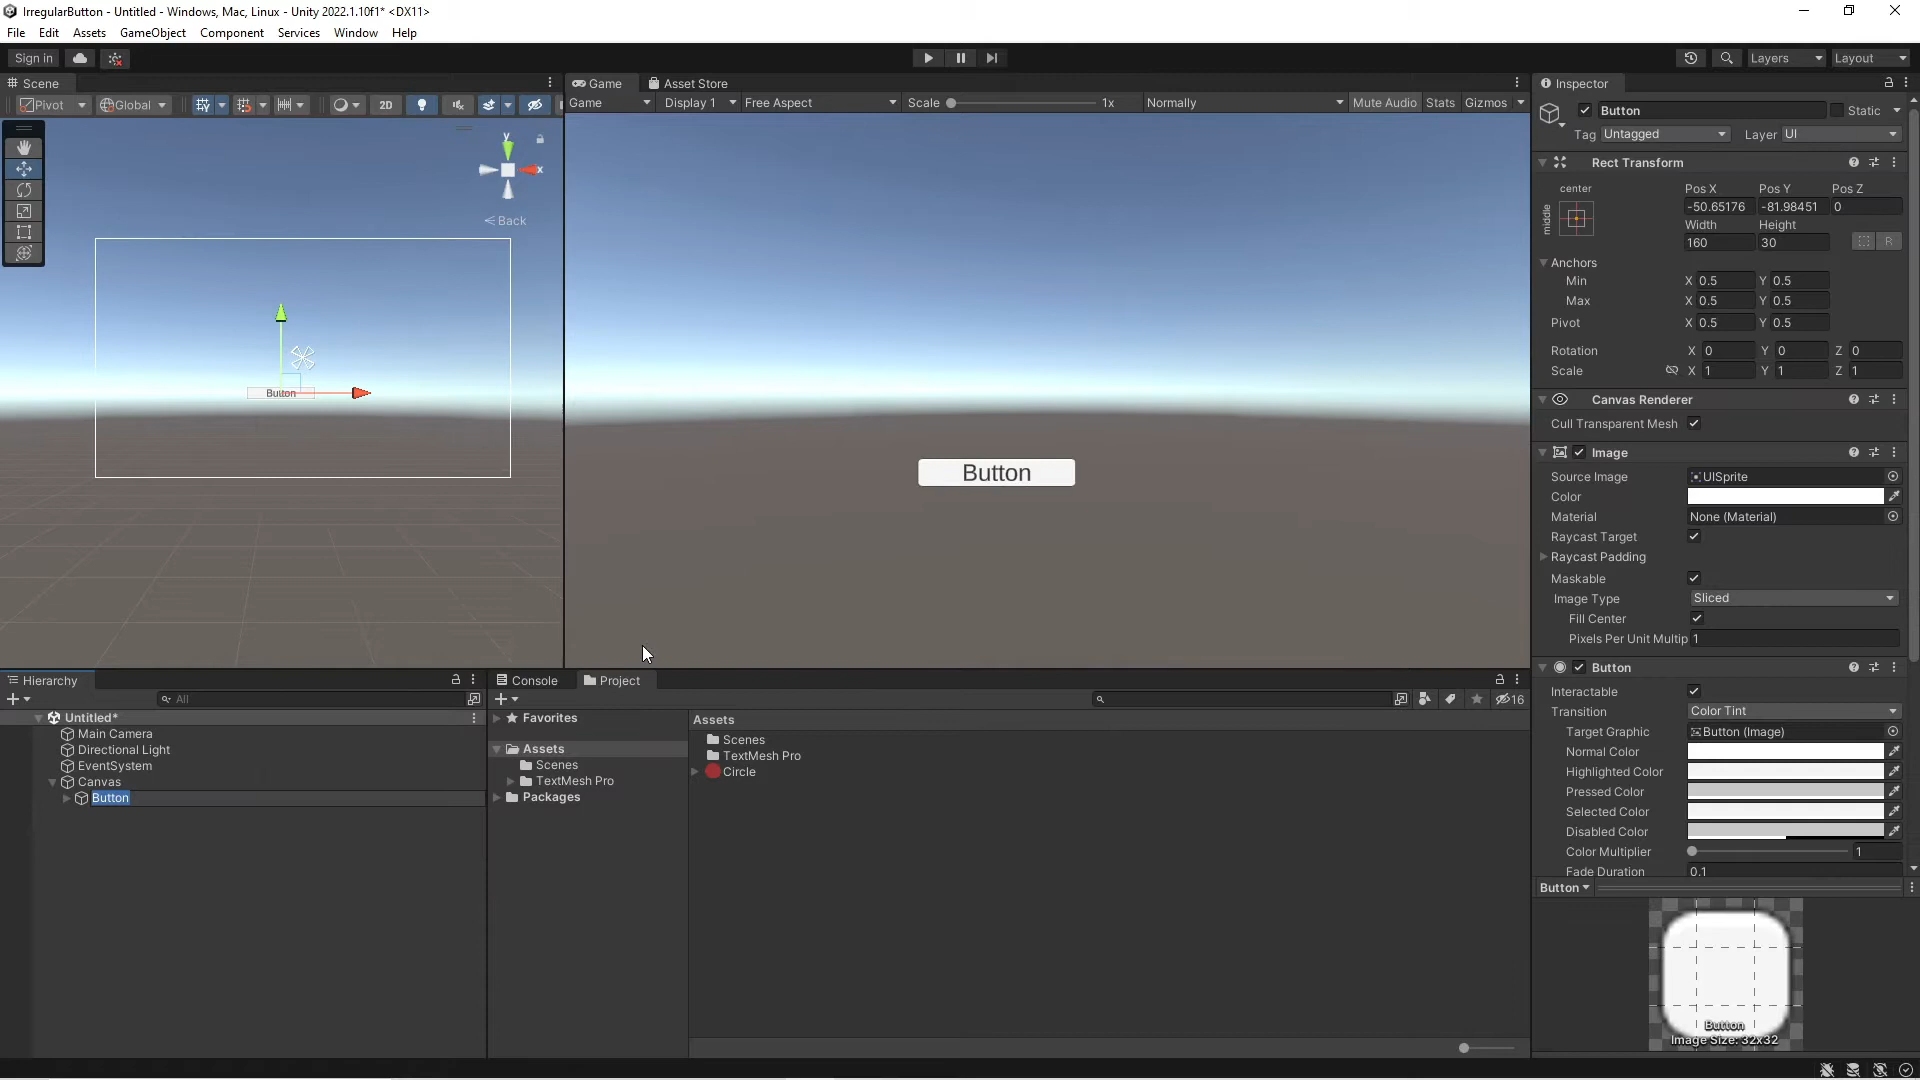 IrregularButton - Untitled - Windows, Mac, Linux - Unity 2022.1.10f1* <DX11>
File Edit Assets GameObject Component Services Window Help
Sign in
Layers
Layout
Scene
Pivot
Global
2D
y
x
Back
Button
Game
Asset Store
Game
Display 1
Free Aspect
Scale
1x
Normally
Mute Audio
Stats
Gizmos
Button
Inspector
Button
Static
Tag Untagged
Layer UI
Rect Transform
center
middle
Pos X Pos Y Pos Z
-50.65176 -81.98451 0
Width Height
160 30
R
Anchors
Min X 0.5 Y 0.5
Max X 0.5 Y 0.5
Pivot X 0.5 Y 0.5
Rotation X 0 Y 0 Z 0
Scale X 1 Y 1 Z 1
Canvas Renderer
Cull Transparent Mesh
Image
Source Image UISprite
Color
Material None (Material)
Raycast Target
Raycast Padding
Maskable
Image Type Sliced
Fill Center
Pixels Per Unit Multip 1
Button
Interactable
Transition Color Tint
Target Graphic Button (Image)
Normal Color
Highlighted Color
Pressed Color
Selected Color
Disabled Color
Color Multiplier 1
Fade Duration 0.1
Button
Button
Image Size: 32x32
Hierarchy
All
Untitled*
Main Camera
Directional Light
EventSystem
Canvas
Button
Console
Project
16
Favorites
Assets
Scenes
TextMesh Pro
Packages
Assets
Scenes
TextMesh Pro
Circle